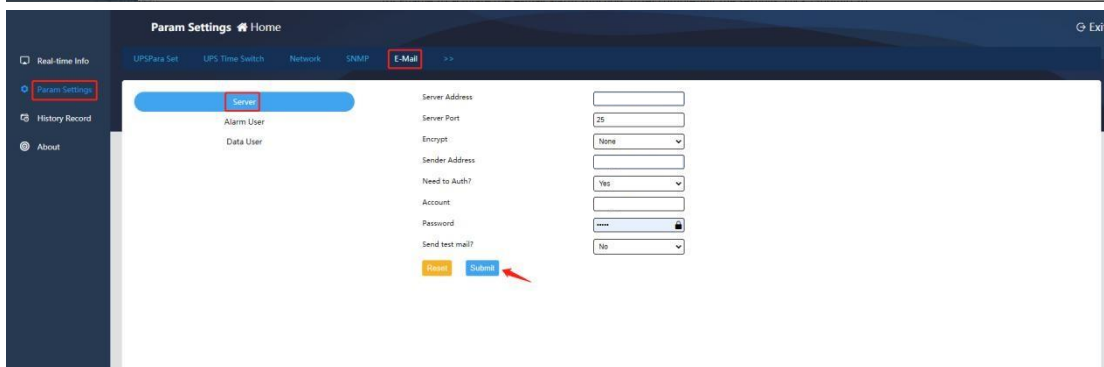 Param Settings Home
Exit
Real-time Info
Param Settings
History Record
About
UPSPara Set UPS Time Switch Network SNMP E-Mail >>
Server
Alarm User
Data User
Server Address
Server Port 25
Encrypt None
Sender Address
Need to Auth? Yes
Account
Password •••••
Send test mail? No
Reset Submit